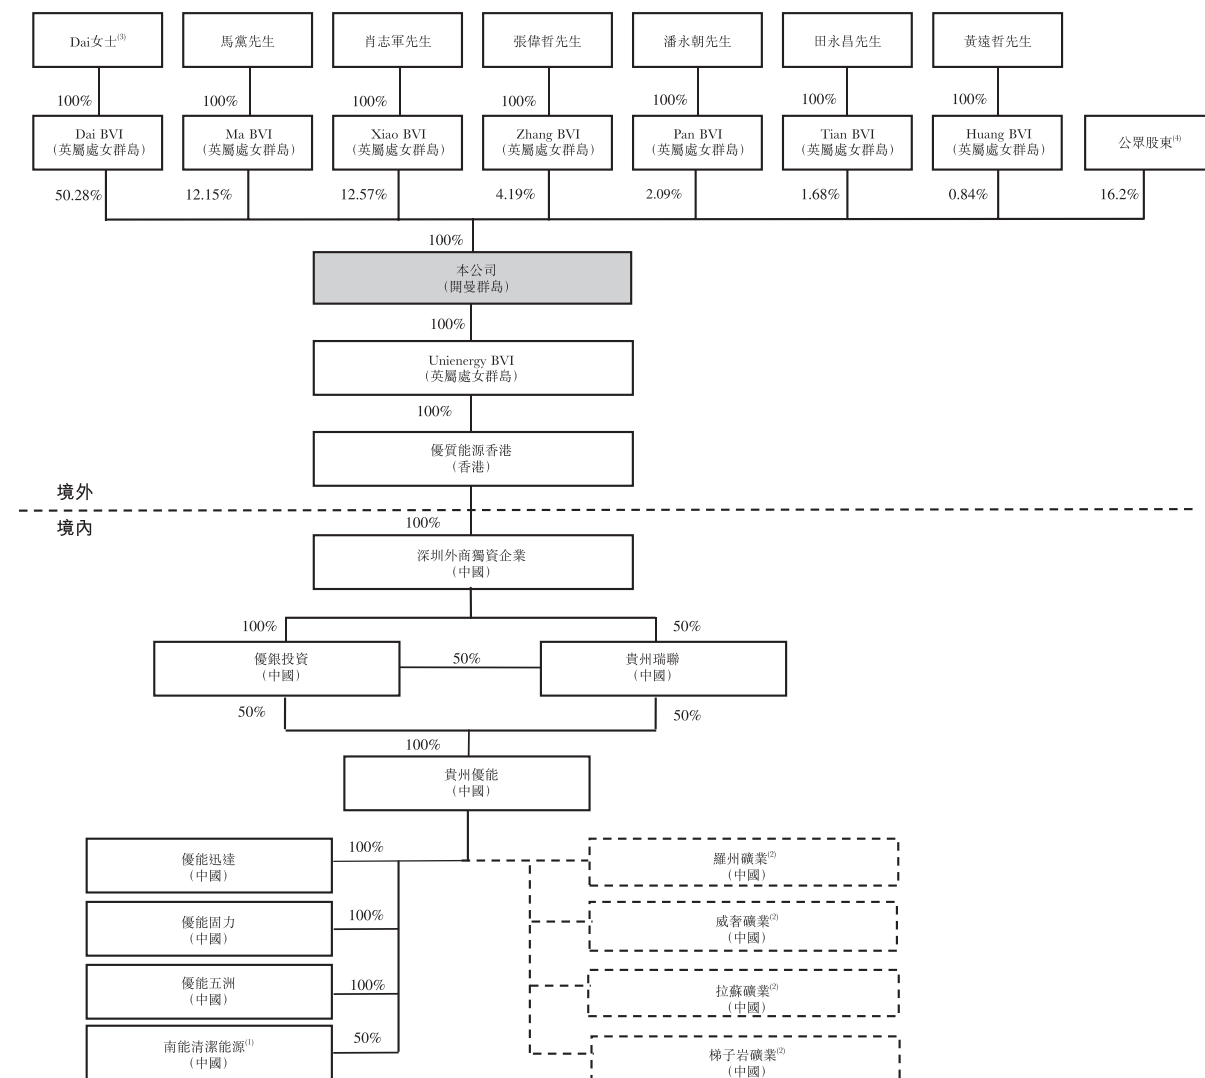 Dai女士(3)
馬黨先生
肖志軍先生
張偉哲先生
潘永朝先生
田永昌先生
黃遠哲先生
100%
100%
100%
100%
100%
100%
100%
Dai BVI
(英屬處女群島)
Ma BVI
(英屬處女群島)
Xiao BVI
(英屬處女群島)
Zhang BVI
(英屬處女群島)
Pan BVI
(英屬處女群島)
Tian BVI
(英屬處女群島)
Huang BVI
(英屬處女群島)
公眾股東(4)
50.28%
12.15%
12.57%
4.19%
2.09%
1.68%
0.84%
16.2%
100%
本公司
(開曼群島)
100%
Unienergy BVI
(英屬處女群島)
100%
優質能源香港
(香港)
境外
境內
100%
深圳外商獨資企業
(中國)
100%
50%
優銀投資
(中國)
50%
貴州瑞聯
(中國)
50%
50%
100%
貴州優能
(中國)
100%
優能迅達
(中國)
羅州礦業(2)
(中國)
100%
優能固力
(中國)
威奢礦業(2)
(中國)
100%
優能五洲
(中國)
拉蘇礦業(2)
(中國)
50%
南能清潔能源(1)
(中國)
梯子岩礦業(2)
(中國)